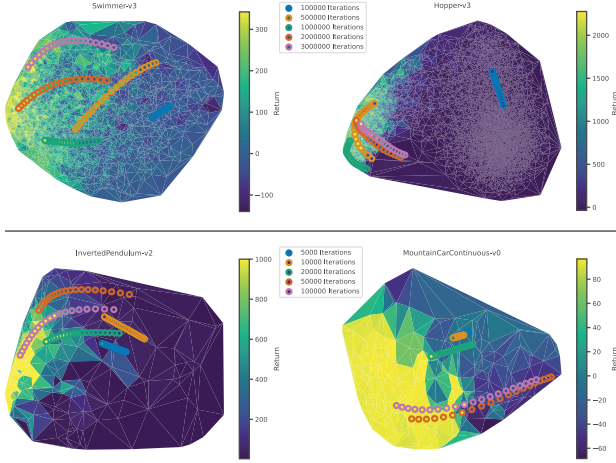 Swimmer-v3
300
200
100
0
−100
Return
100000 Iterations
500000 Iterations
1000000 Iterations
2000000 Iterations
3000000 Iterations
Hopper-v3
2000
1500
1000
500
0
Return
InvertedPendulum-v2
1000
800
600
400
200
Return
5000 Iterations
10000 Iterations
20000 Iterations
50000 Iterations
100000 Iterations
MountainCarContinuous-v0
80
60
40
20
0
−20
−40
−60
Return